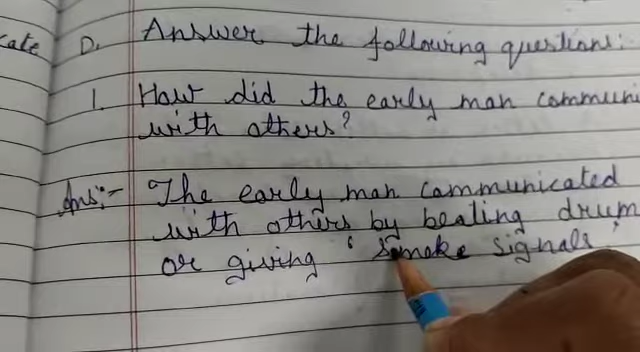 cate D. Answer the following questions:
1. How did the early man communi
with others?
Ans:- The early man communicated
with others by beating drum
or giving 'smoke signals'.